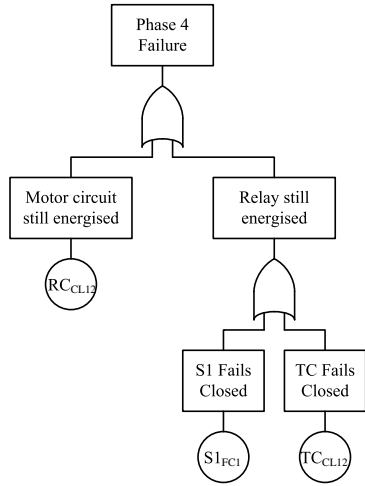 Phase 4
Failure
Motor circuit
still energised
Relay still
energised
RC_CL12
S1 Fails
Closed
TC Fails
Closed
S1_FC1
TC_CL12